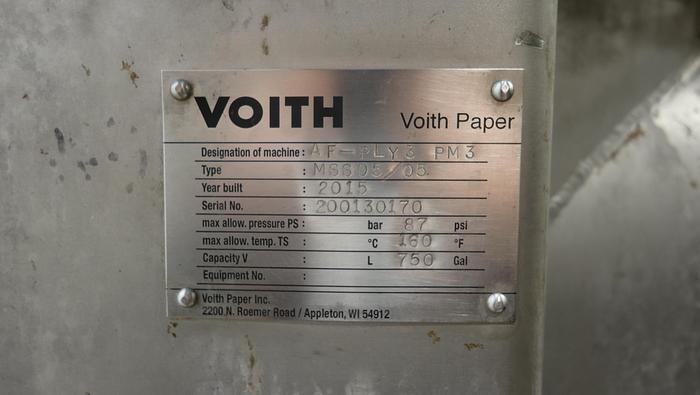 VOITH Voith Paper
Designation of machine : AF-PLY3 PM3
Type : MSS05/05
Year built : 2015
Serial No. : 200130170
max allow. pressure PS : bar 87 psi
max allow. temp. TS : °C 160 °F
Capacity V : L 750 Gal
Equipment No. :
Voith Paper Inc.
2200 N. Roemer Road / Appleton, WI 54912